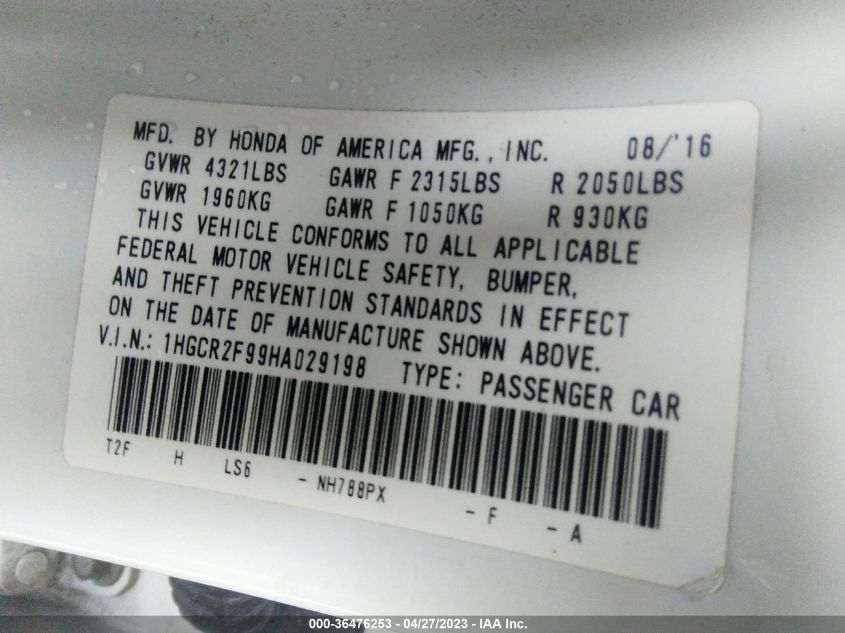 MFD. BY HONDA OF AMERICA MFG., INC. 08/'16
GVWR 4321LBS GAWR F 2315LBS R 2050LBS
GVWR 1960KG GAWR F 1050KG R 930KG
THIS VEHICLE CONFORMS TO ALL APPLICABLE
FEDERAL MOTOR VEHICLE SAFETY, BUMPER,
AND THEFT PREVENTION STANDARDS IN EFFECT
ON THE DATE OF MANUFACTURE SHOWN ABOVE.
V.I.N.: 1HGCR2F99HA029198 TYPE: PASSENGER CAR
T2F H LS6 - NH788PX - F - A
000-36476253 - 04/27/2023 - IAA Inc.